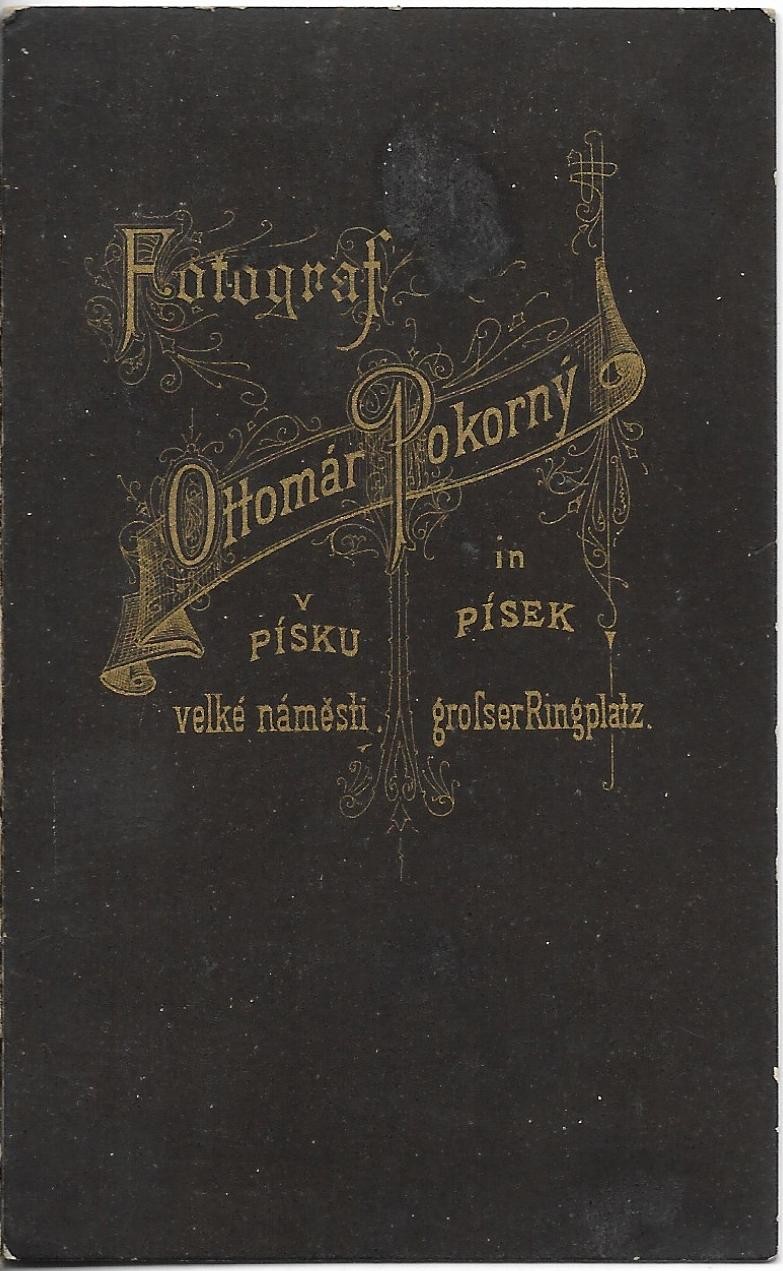 Fotograf
Ottomár Pokorný
v
PÍSKU
velké náměstí.
in
PÍSEK
groſser Ringplatz.